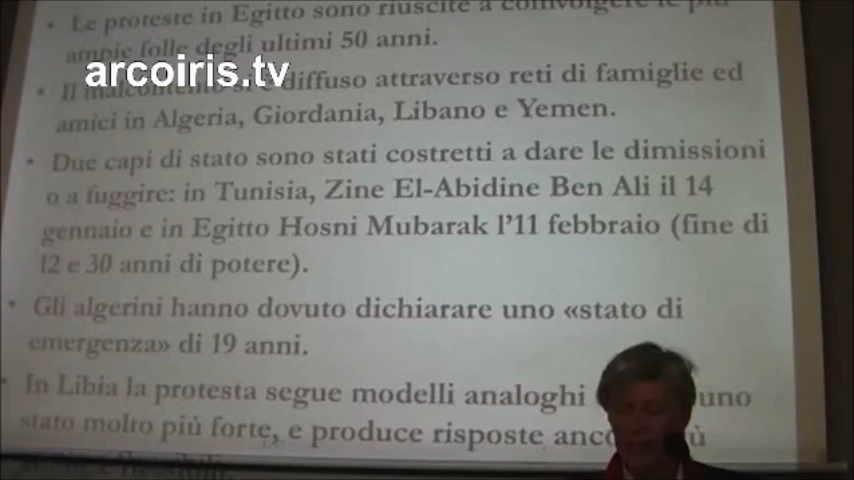 • Le proteste in Egitto sono riuscite a coinvolgere le più
ampie folle degli ultimi 50 anni.
arcoiris.tv
• Il malcontento si è diffuso attraverso reti di famiglie ed
amici in Algeria, Giordania, Libano e Yemen.
• Due capi di stato sono stati costretti a dare le dimissioni
o a fuggire: in Tunisia, Zine El-Abidine Ben Ali il 14
gennaio e in Egitto Hosni Mubarak l'11 febbraio (fine di
12 e 30 anni di potere).
• Gli algerini hanno dovuto dichiarare uno «stato di
emergenza» di 19 anni.
• In Libia la protesta segue modelli analoghi uno
stato molto più forte, e produce risposte